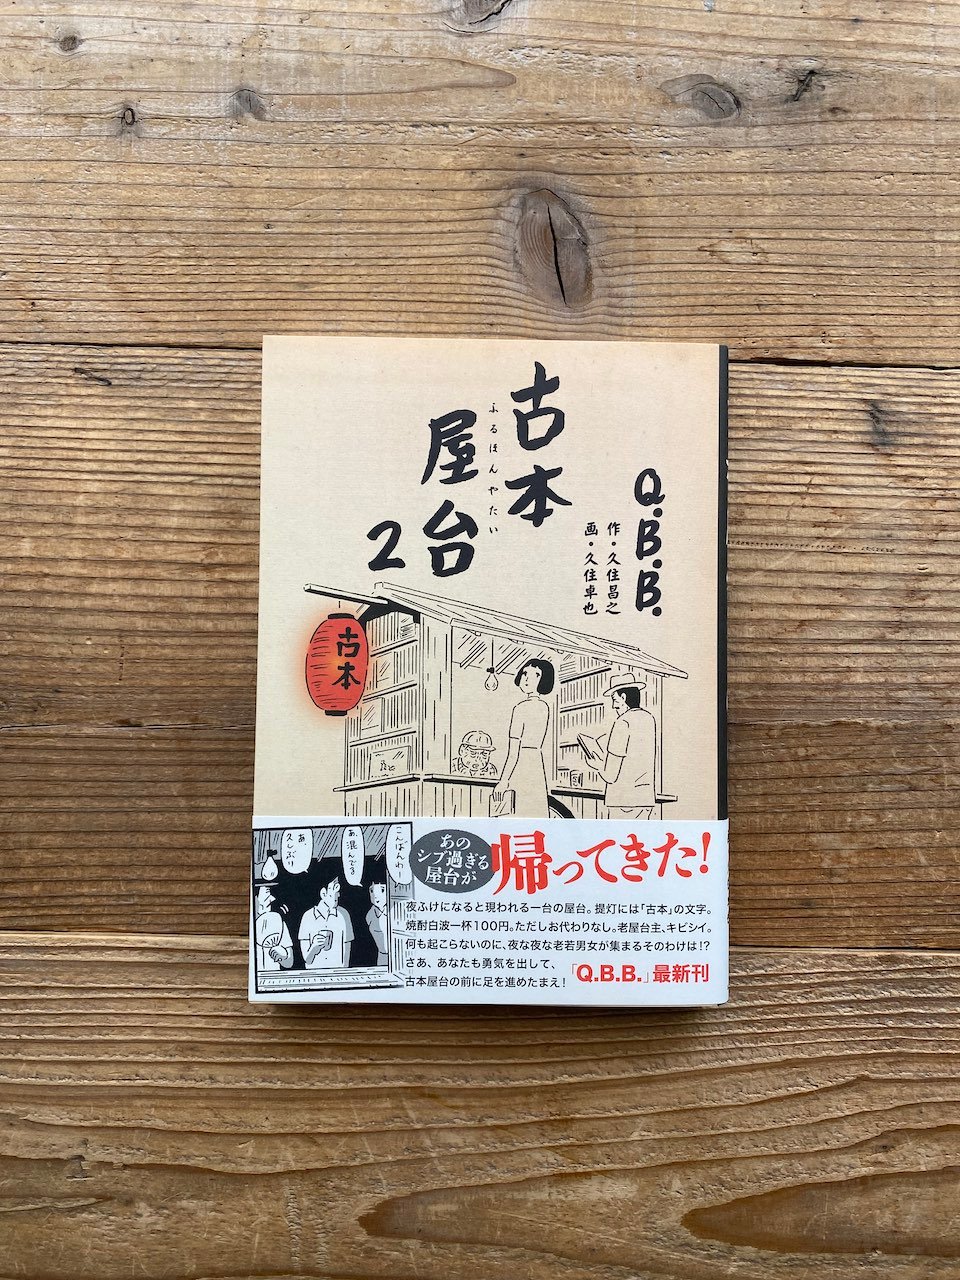 古本
屋台
2
ふるほんやたい
Q.B.B.
作・久住昌之
画・久住卓也
古本
こんばんわー
あ、混んでる
あ、
久しぶり
あの
シブ過ぎる
屋台が
帰ってきた!
夜ふけになると現われる一台の屋台。提灯には「古本」の文字。
焼酎白波一杯100円。ただしお代わりなし。老屋台主、キビシイ。
何も起こらないのに、夜な夜な老若男女が集まるそのわけは!?
さあ、あなたも勇気を出して、
古本屋台の前に足を進めたまえ!
「Q.B.B.」最新刊